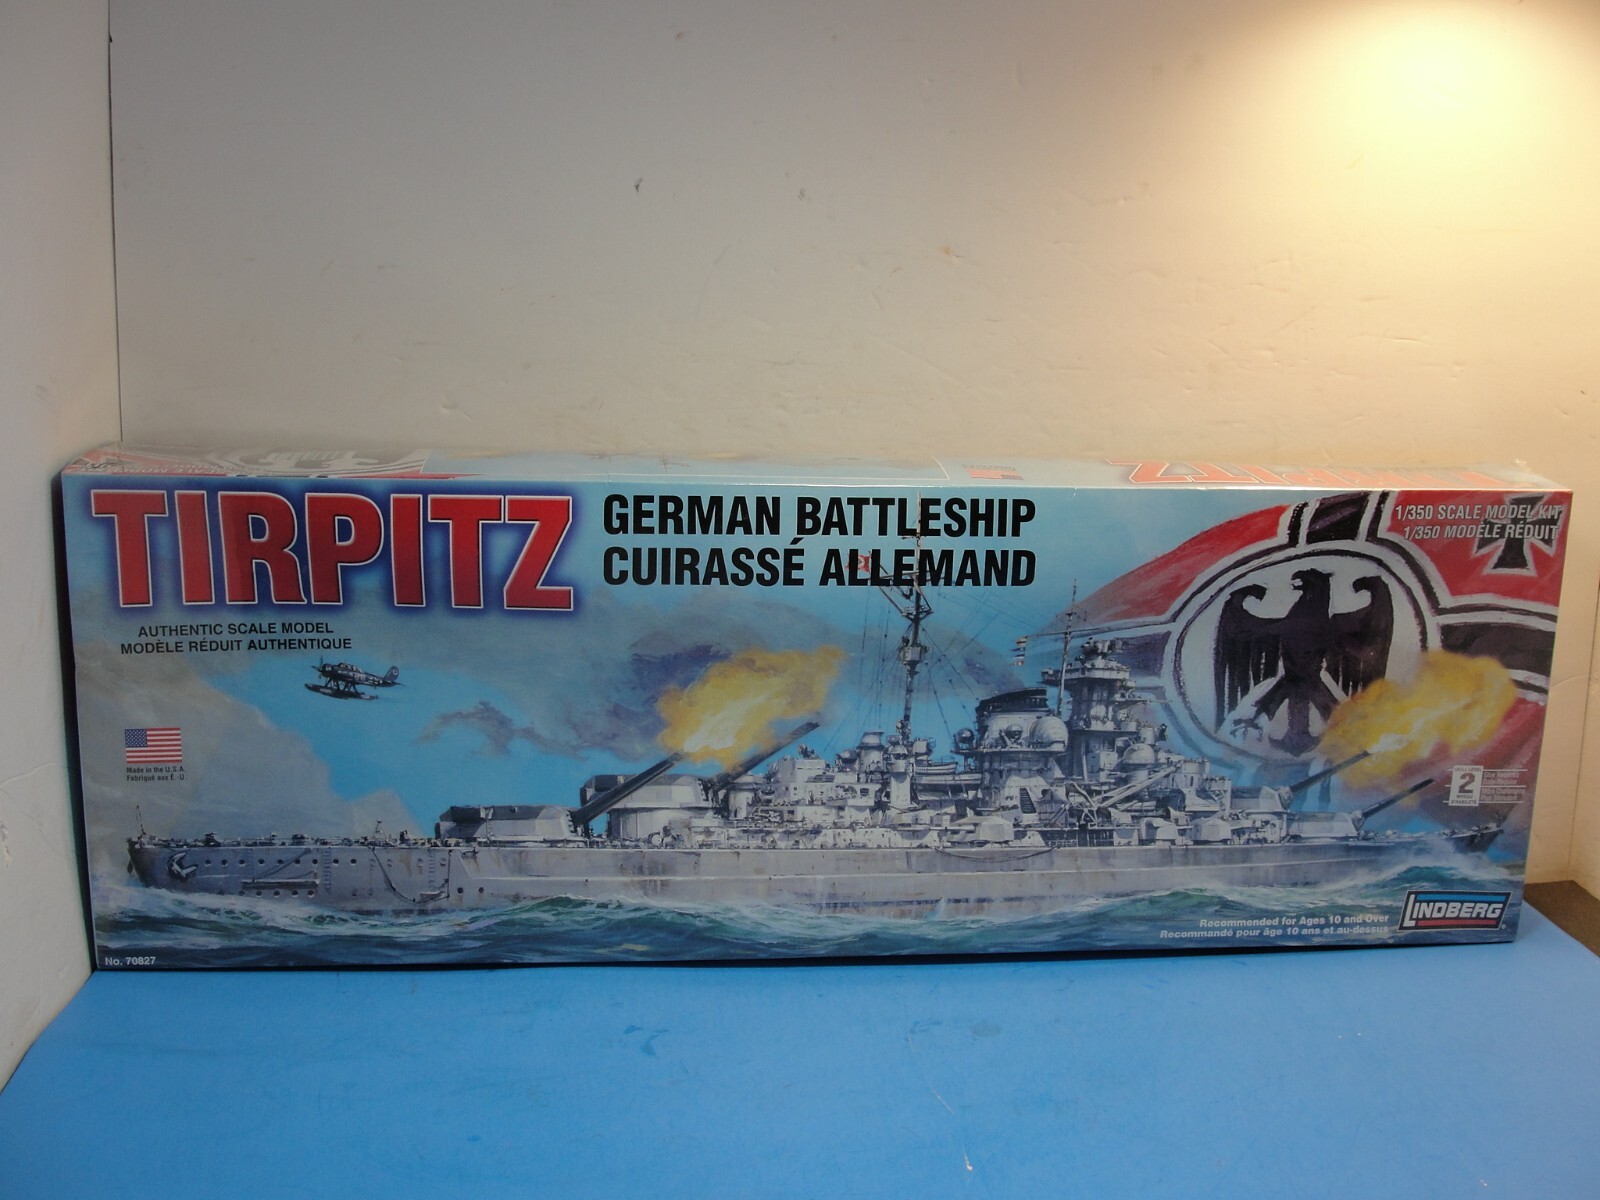 TIRPITZ
GERMAN BATTLESHIP
CUIRASSÉ ALLEMAND
1/350 SCALE MODEL KIT
1/350 MODÈLE RÉDUIT
AUTHENTIC SCALE MODEL
MODÈLE RÉDUIT AUTHENTIQUE
Made in the U.S.A.
Fabriqué aux É.-U.
SKILL LEVEL
2
Recommended for Ages 10 and Over
Recommandé pour âge 10 ans et au-dessus
LINDBERG
No. 70827